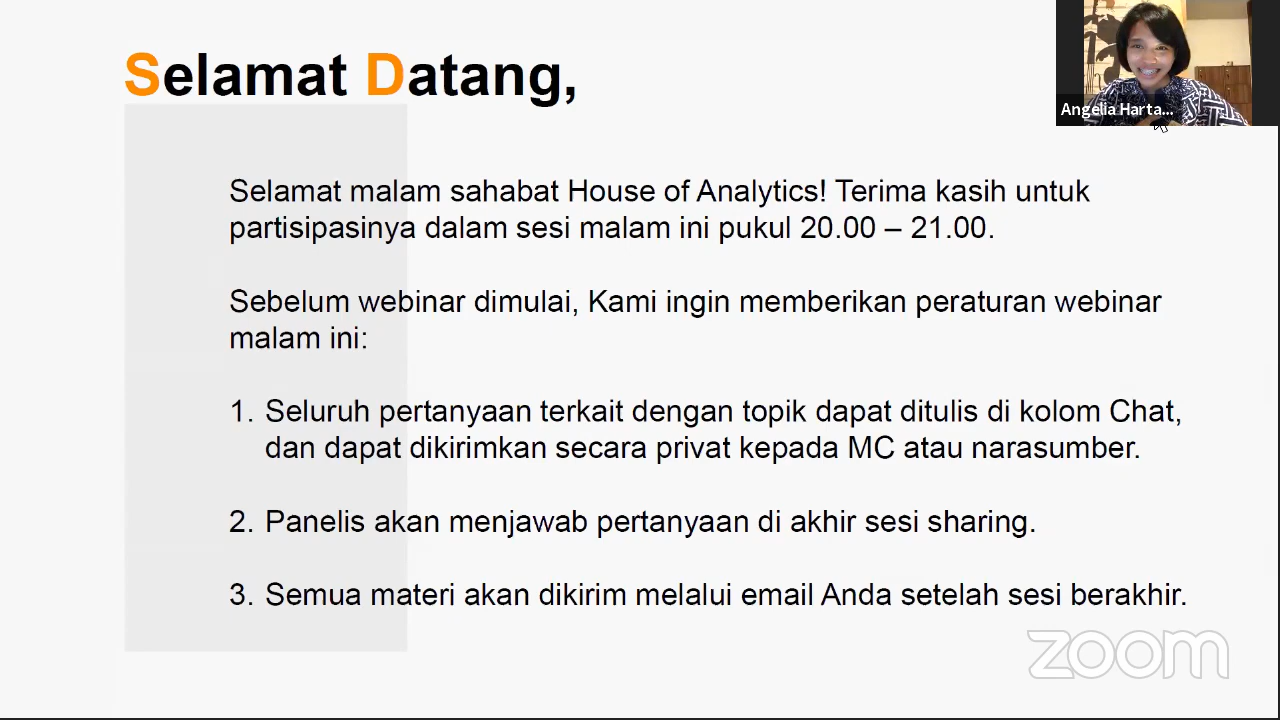 Selamat Datang,
Angelia Harta...
Selamat malam sahabat House of Analytics! Terima kasih untuk
partisipasinya dalam sesi malam ini pukul 20.00 – 21.00.
Sebelum webinar dimulai, Kami ingin memberikan peraturan webinar
malam ini:
1. Seluruh pertanyaan terkait dengan topik dapat ditulis di kolom Chat,
dan dapat dikirimkan secara privat kepada MC atau narasumber.
2. Panelis akan menjawab pertanyaan di akhir sesi sharing.
3. Semua materi akan dikirim melalui email Anda setelah sesi berakhir.
zoom